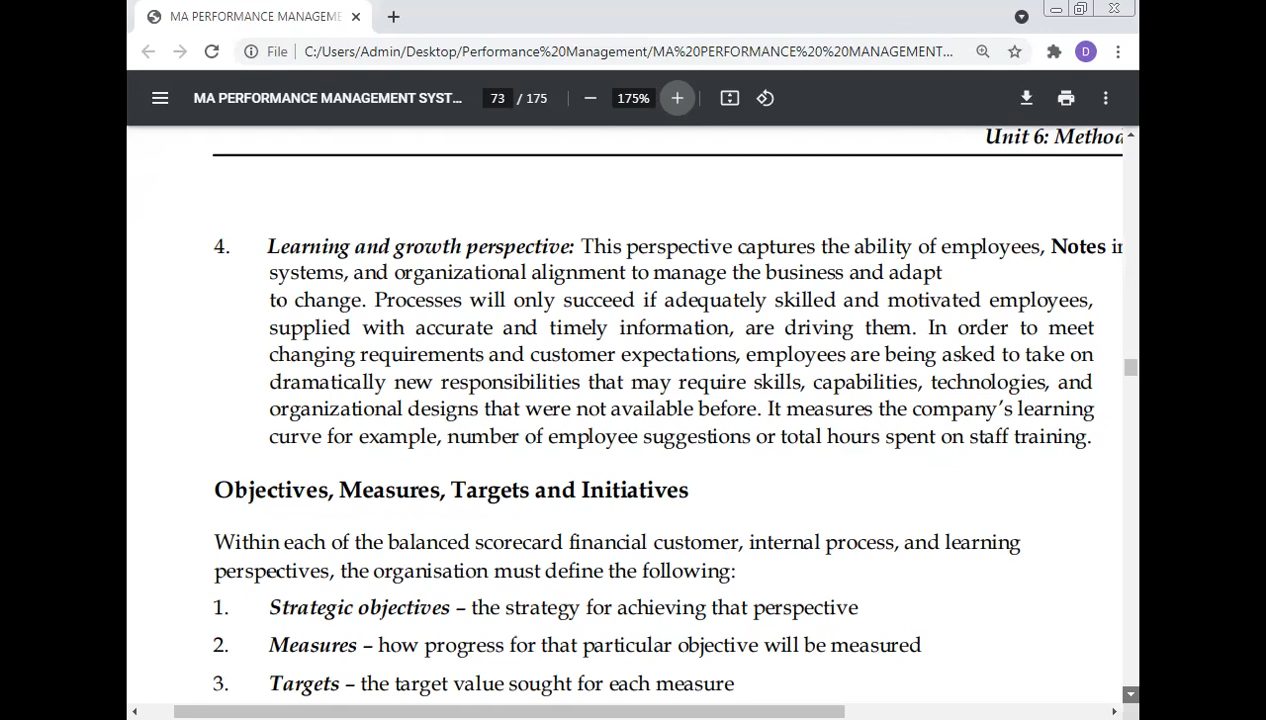 MA PERFORMANCE MANAGEME
File C:/Users/Admin/Desktop/Performance%20Management/MA%20PERFORMANCE%20%20MANAGEMENT...
D
MA PERFORMANCE MANAGEMENT SYST... 73 / 175 175%
Unit 6: Method
4. Learning and growth perspective: This perspective captures the ability of employees, Notes in
systems, and organizational alignment to manage the business and adapt
to change. Processes will only succeed if adequately skilled and motivated employees,
supplied with accurate and timely information, are driving them. In order to meet
changing requirements and customer expectations, employees are being asked to take on
dramatically new responsibilities that may require skills, capabilities, technologies, and
organizational designs that were not available before. It measures the company's learning
curve for example, number of employee suggestions or total hours spent on staff training.
Objectives, Measures, Targets and Initiatives
Within each of the balanced scorecard financial customer, internal process, and learning
perspectives, the organisation must define the following:
1. Strategic objectives – the strategy for achieving that perspective
2. Measures – how progress for that particular objective will be measured
3. Targets – the target value sought for each measure